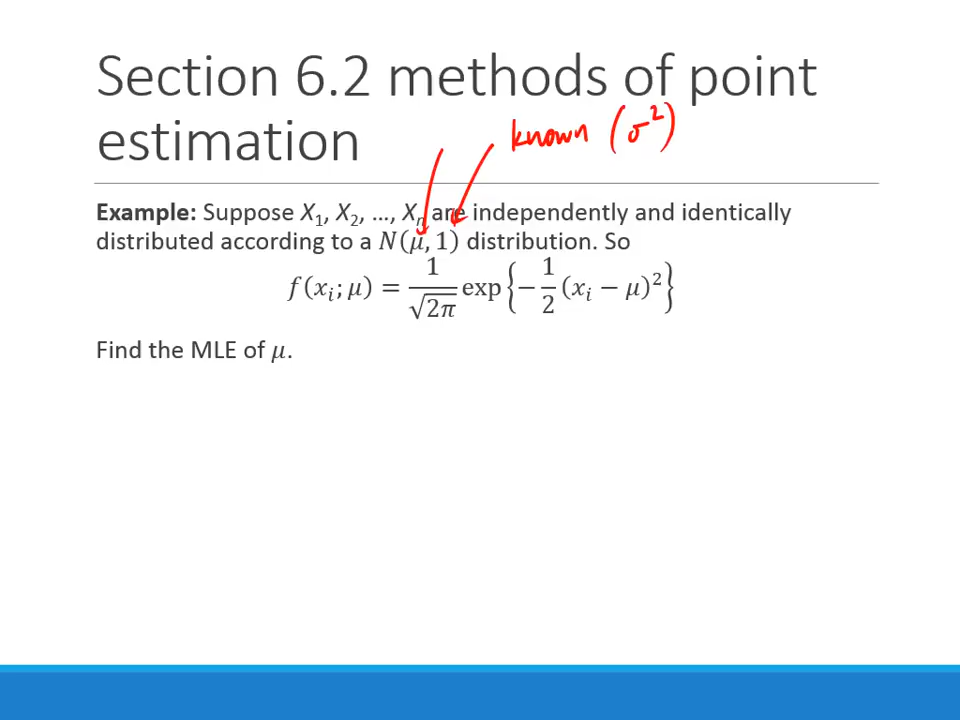 Section 6.2 methods of point
estimation
known (σ²)
Example: Suppose X₁, X₂, ..., Xₙ are independently and identically
distributed according to a N(μ, 1) distribution. So
f(xᵢ; μ) = 1/√2π exp{−1/2 (xᵢ − μ)²}
Find the MLE of μ.